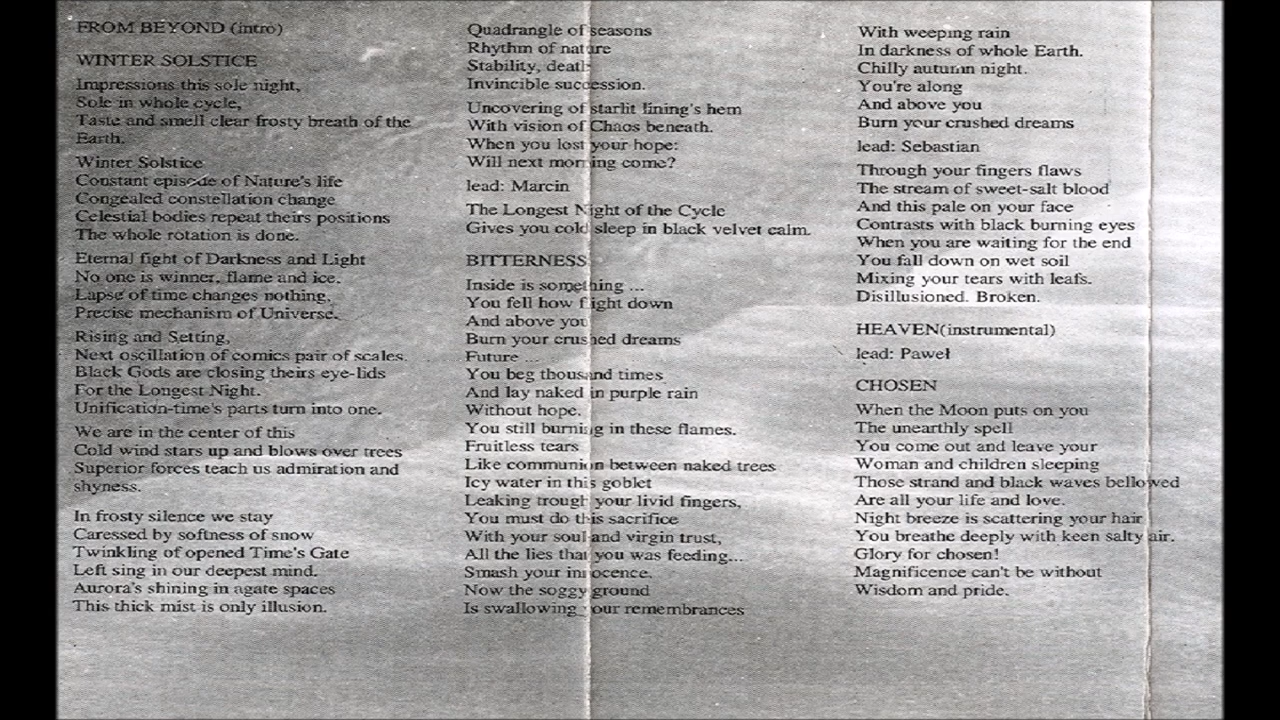 FROM BEYOND (intro)
WINTER SOLSTICE
Impressions this sole night,
Sole in whole cycle,
Taste and smell clear frosty breath of the
Earth.
Winter Solstice
Constant episode of Nature's life
Congealed constellation change
Celestial bodies repeat theirs positions
The whole rotation is done.
Eternal fight of Darkness and Light
No one is winner, flame and ice.
Lapse of time changes nothing,
Precise mechanism of Universe.
Rising and Setting,
Next oscillation of comics pair of scales.
Black Gods are closing theirs eye-lids
For the Longest Night.
Unification-time's parts turn into one.
We are in the center of this
Cold wind stars up and blows over trees
Superior forces teach us admiration and
shyness.
In frosty silence we stay
Caressed by softness of snow
Twinkling of opened Time's Gate
Left sing in our deepest mind.
Aurora's shining in agate spaces
This thick mist is only illusion.
Quadrangle of seasons
Rhythm of nature
Stability, death
Invincible succession.
Uncovering of starlit lining's hem
With vision of Chaos beneath.
When you lost your hope:
Will next morning come?
lead: Marcin
The Longest Night of the Cycle
Gives you cold sleep in black velvet calm.
BITTERNESS
Inside is something ...
You fell how fight down
And above you
Burn your crushed dreams
Future ...
You beg thousand times
And lay naked in purple rain
Without hope.
You still burning in these flames.
Fruitless tears
Like communion between naked trees
Icy water in this goblet
Leaking trough your livid fingers,
You must do this sacrifice
With your soul and virgin trust,
All the lies that you was feeding...
Smash your innocence.
Now the soggy ground
Is swallowing your remembrances
With weeping rain
In darkness of whole Earth.
Chilly autumn night.
You're along
And above you
Burn your crushed dreams
lead: Sebastian
Through your fingers flaws
The stream of sweet-salt blood
And this pale on your face
Contrasts with black burning eyes
When you are waiting for the end
You fall down on wet soil
Mixing your tears with leafs.
Disillusioned. Broken.
HEAVEN(instrumental)
lead: Paweł
CHOSEN
When the Moon puts on you
The unearthly spell
You come out and leave your
Woman and children sleeping
Those strand and black waves bellowed
Are all your life and love.
Night breeze is scattering your hair
You breathe deeply with keen salty air.
Glory for chosen!
Magnificence can't be without
Wisdom and pride.